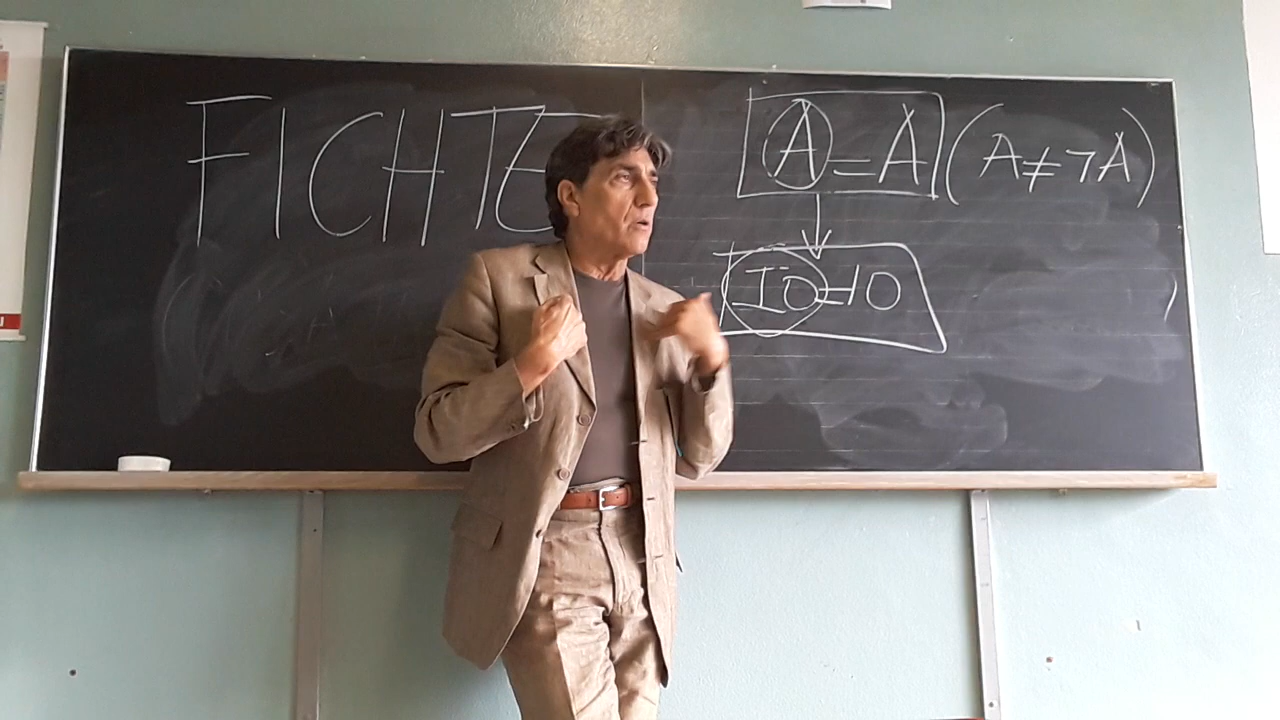 FICHTE
A = A (A ≠ ¬A)
IO = IO